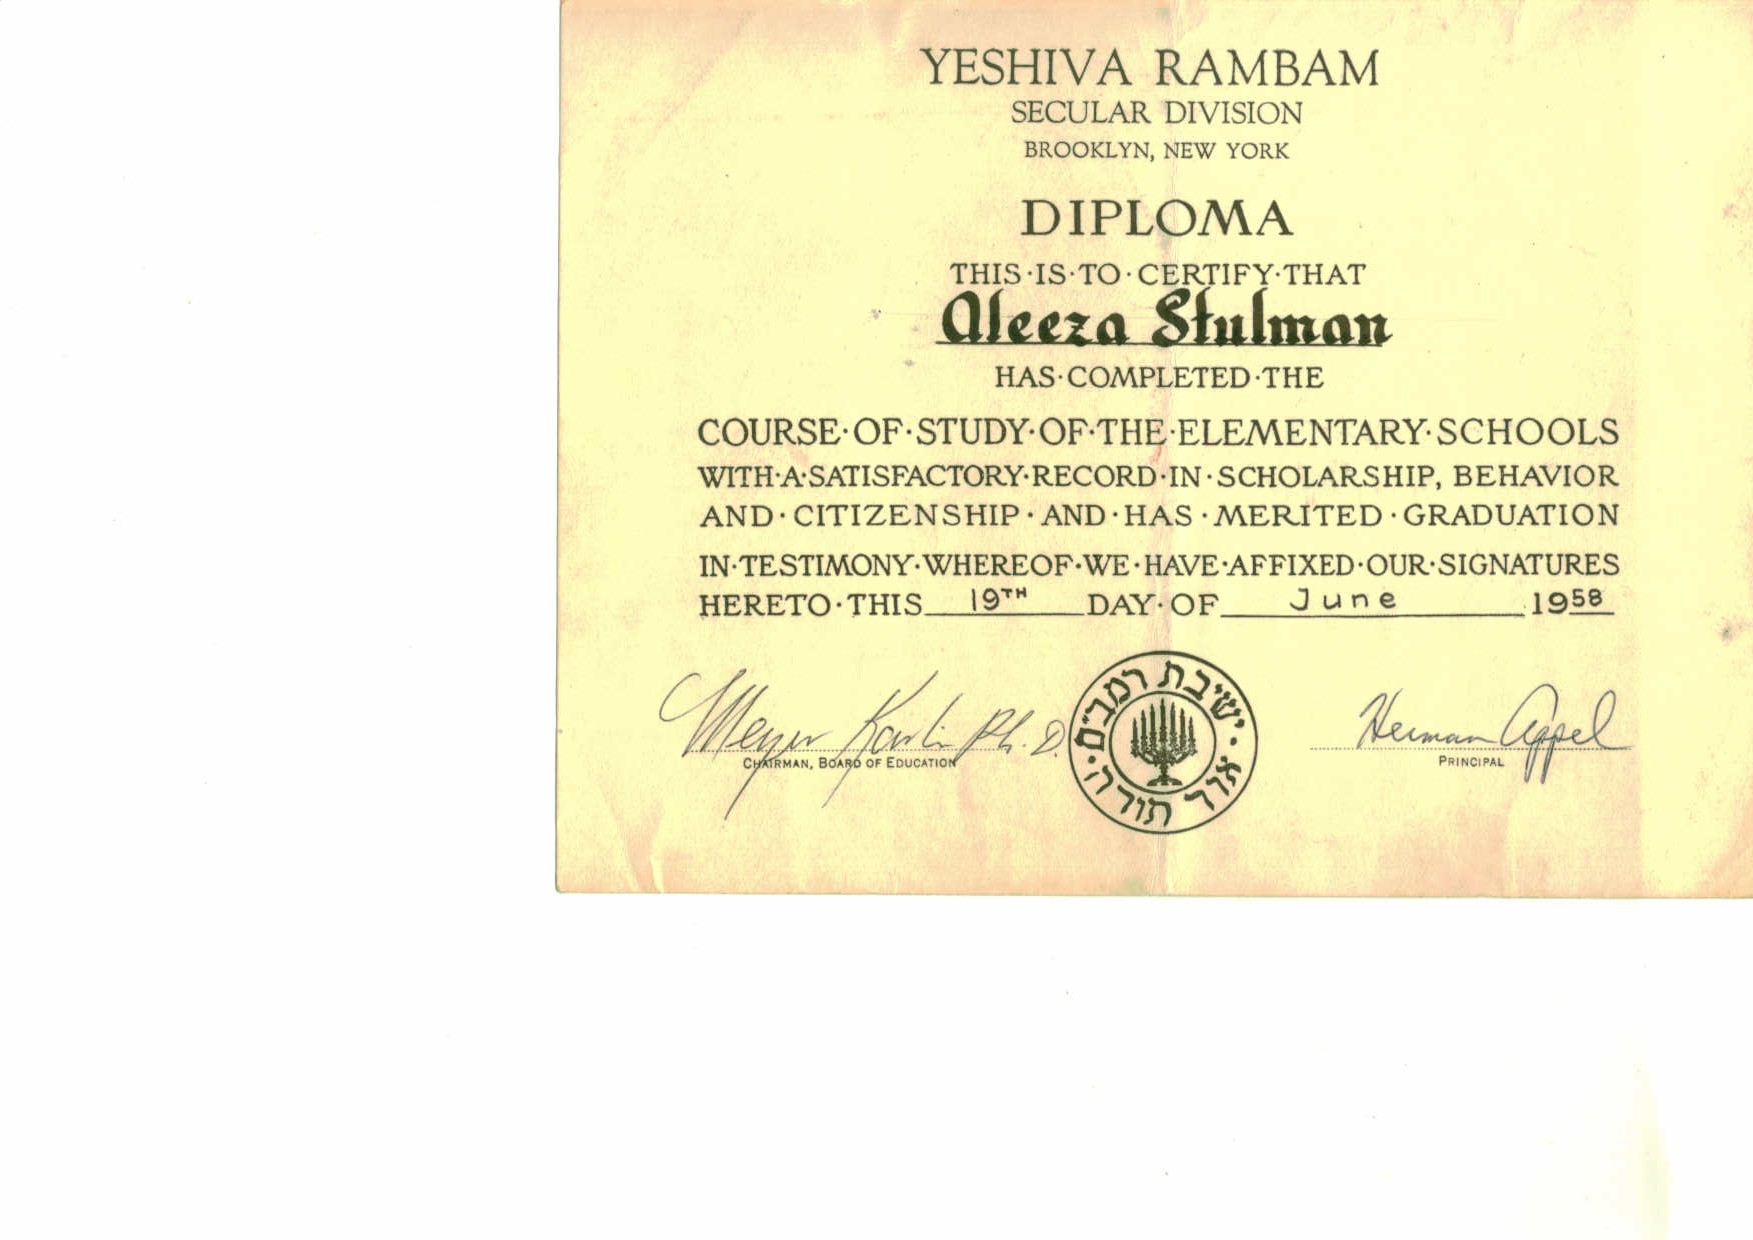 YESHIVA RAMBAM
SECULAR DIVISION
BROOKLYN, NEW YORK
DIPLOMA
THIS·IS·TO·CERTIFY·THAT
Aleeza Stulman
HAS·COMPLETED·THE
COURSE·OF·STUDY·OF·THE·ELEMENTARY·SCHOOLS
WITH·A·SATISFACTORY·RECORD·IN·SCHOLARSHIP, BEHAVIOR
AND·CITIZENSHIP·AND·HAS·MERITED·GRADUATION
IN·TESTIMONY·WHEREOF·WE·HAVE·AFFIXED·OUR·SIGNATURES
HERETO·THIS 19TH DAY·OF June 1958
Meyer Karlin Ph.D.
CHAIRMAN, BOARD OF EDUCATION
ישיבת רמב״ם
אור תורה
Herman Appel
PRINCIPAL